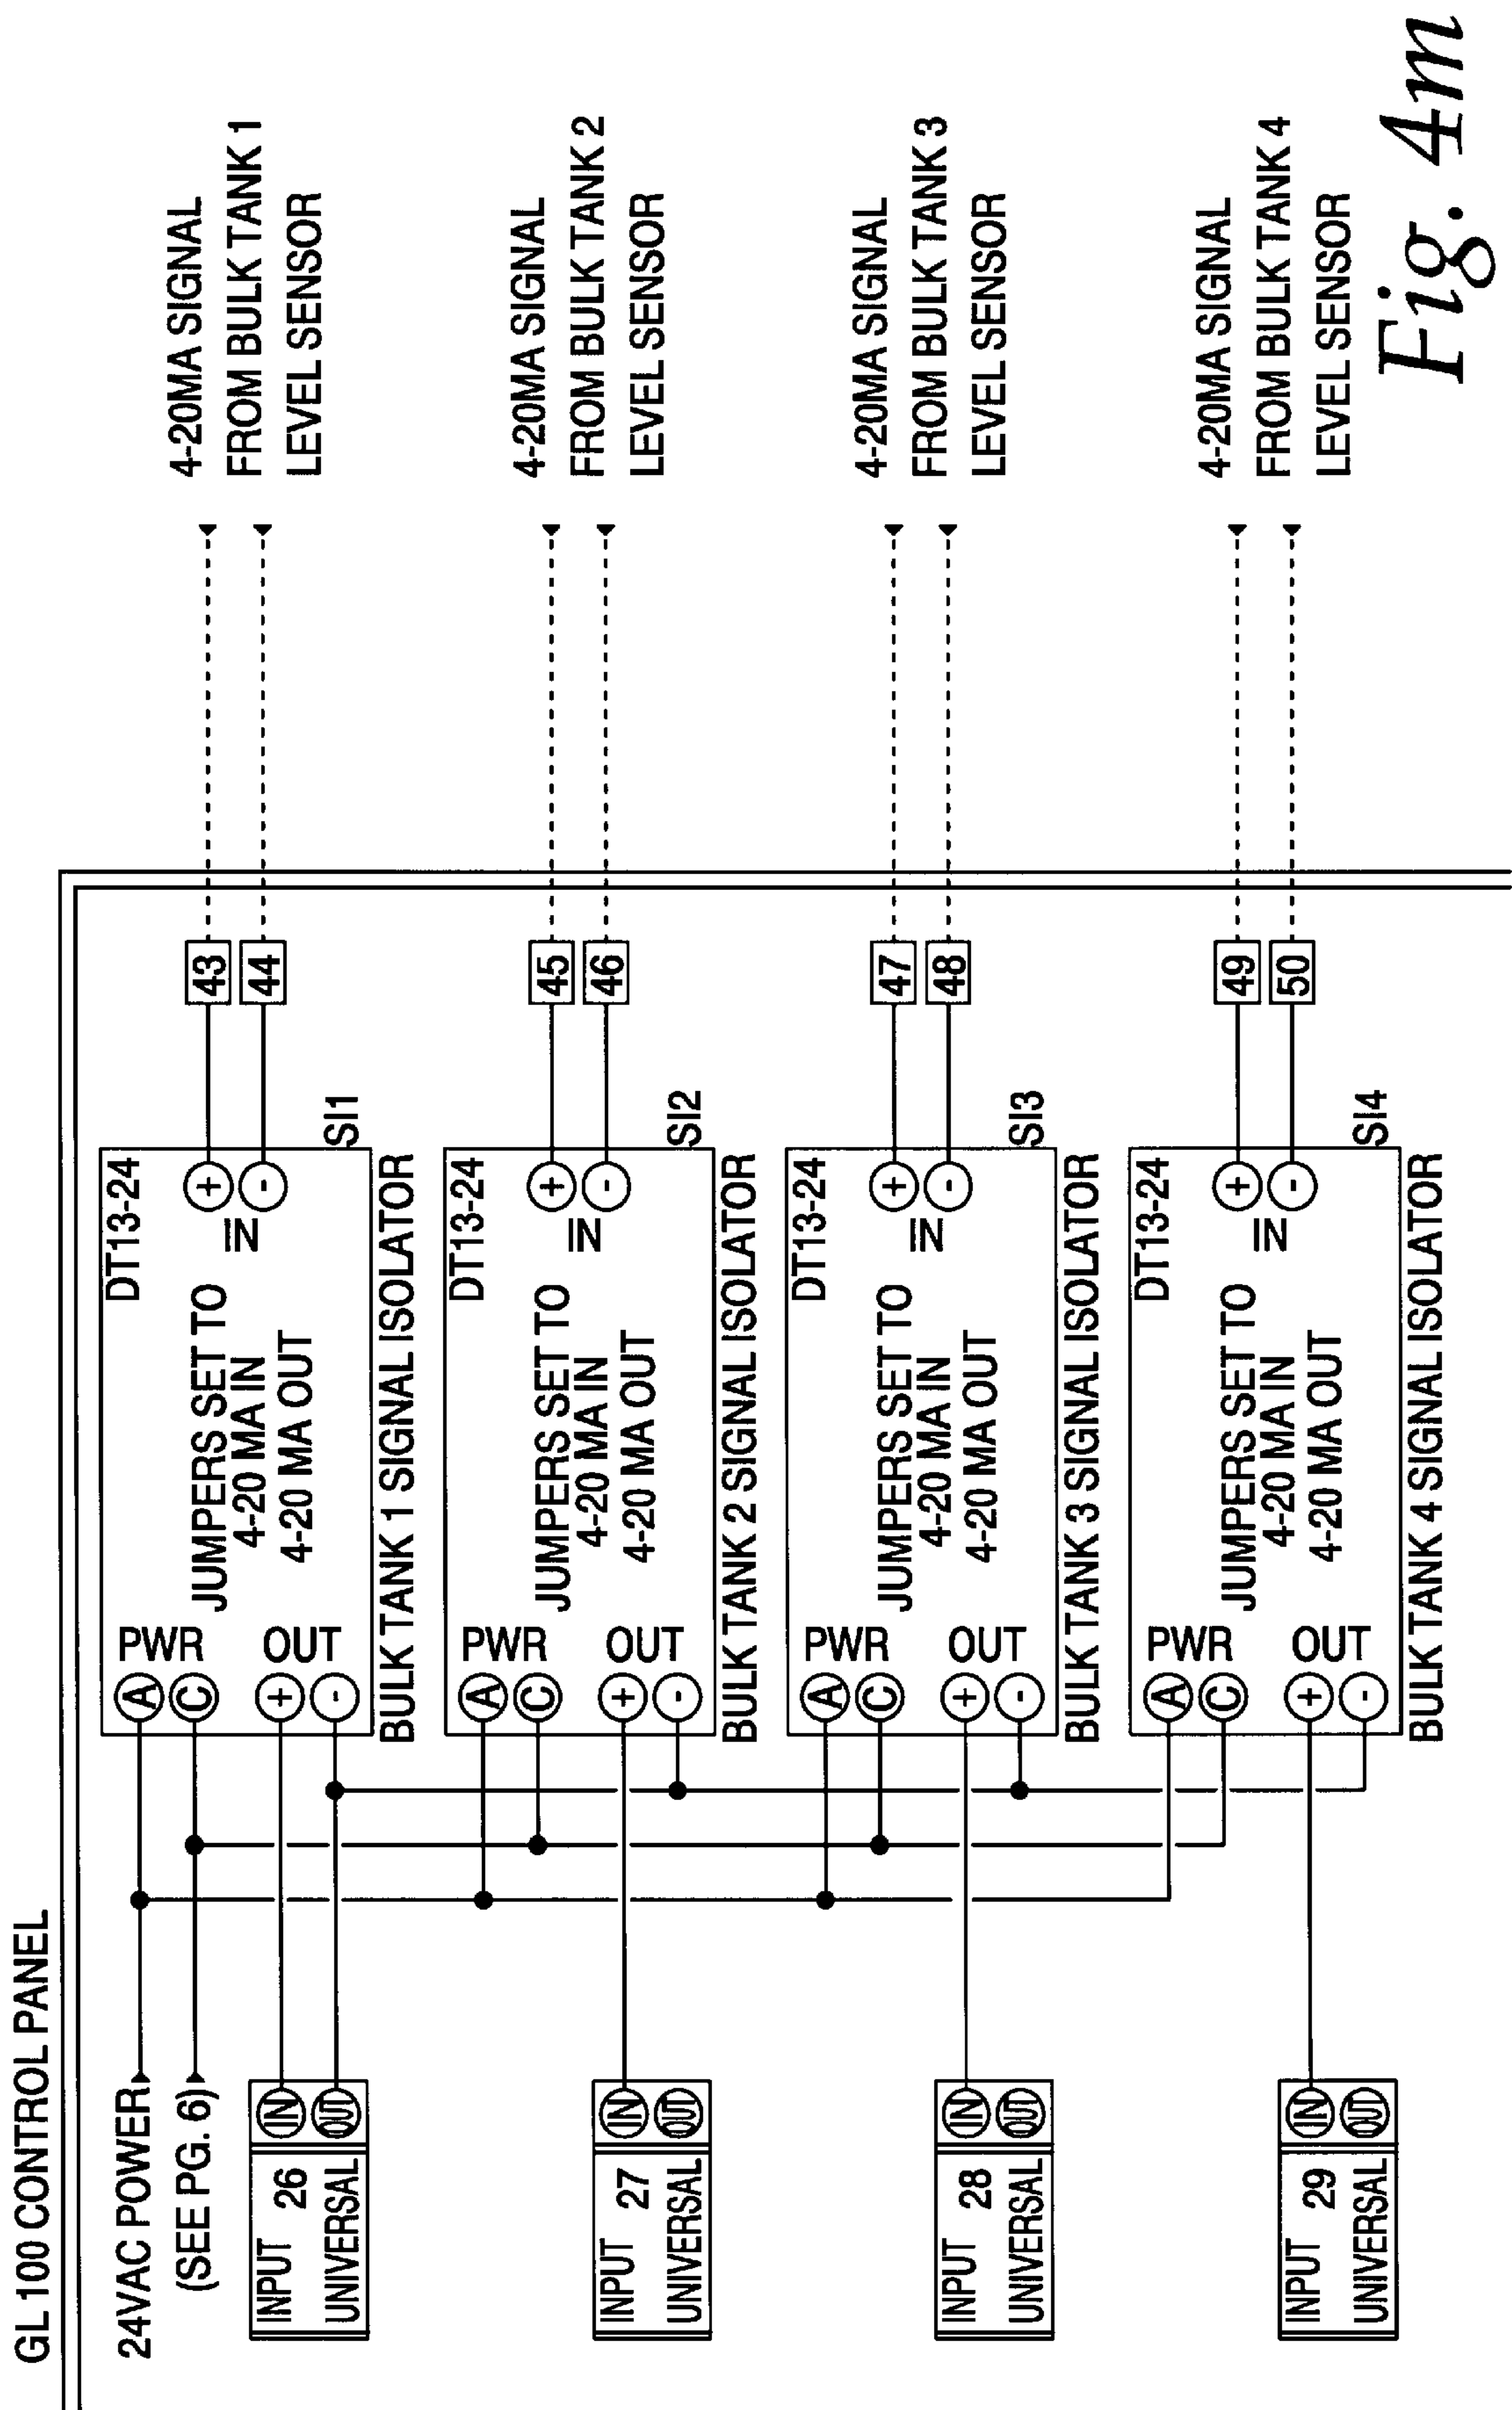 GL 100 CONTROL PANEL
24VAC POWER
(SEE PG. 6)
INPUT 26
UNIVERSAL
IN
OUT
A
C
PWR
+
-
OUT
JUMPERS SET TO
4-20 MA IN
4-20 MA OUT
DT13-24
IN
+
-
SI1
BULK TANK 1 SIGNAL ISOLATOR
43
44
4-20MA SIGNAL
FROM BULK TANK 1
LEVEL SENSOR
INPUT 27
UNIVERSAL
IN
OUT
A
C
PWR
+
-
OUT
JUMPERS SET TO
4-20 MA IN
4-20 MA OUT
DT13-24
IN
+
-
SI2
BULK TANK 2 SIGNAL ISOLATOR
45
46
4-20MA SIGNAL
FROM BULK TANK 2
LEVEL SENSOR
INPUT 28
UNIVERSAL
IN
OUT
A
C
PWR
+
-
OUT
JUMPERS SET TO
4-20 MA IN
4-20 MA OUT
DT13-24
IN
+
-
SI3
BULK TANK 3 SIGNAL ISOLATOR
47
48
4-20MA SIGNAL
FROM BULK TANK 3
LEVEL SENSOR
INPUT 29
UNIVERSAL
IN
OUT
A
C
PWR
+
-
OUT
JUMPERS SET TO
4-20 MA IN
4-20 MA OUT
DT13-24
IN
+
-
SI4
BULK TANK 4 SIGNAL ISOLATOR
49
50
4-20MA SIGNAL
FROM BULK TANK 4
LEVEL SENSOR
Fig. 4m